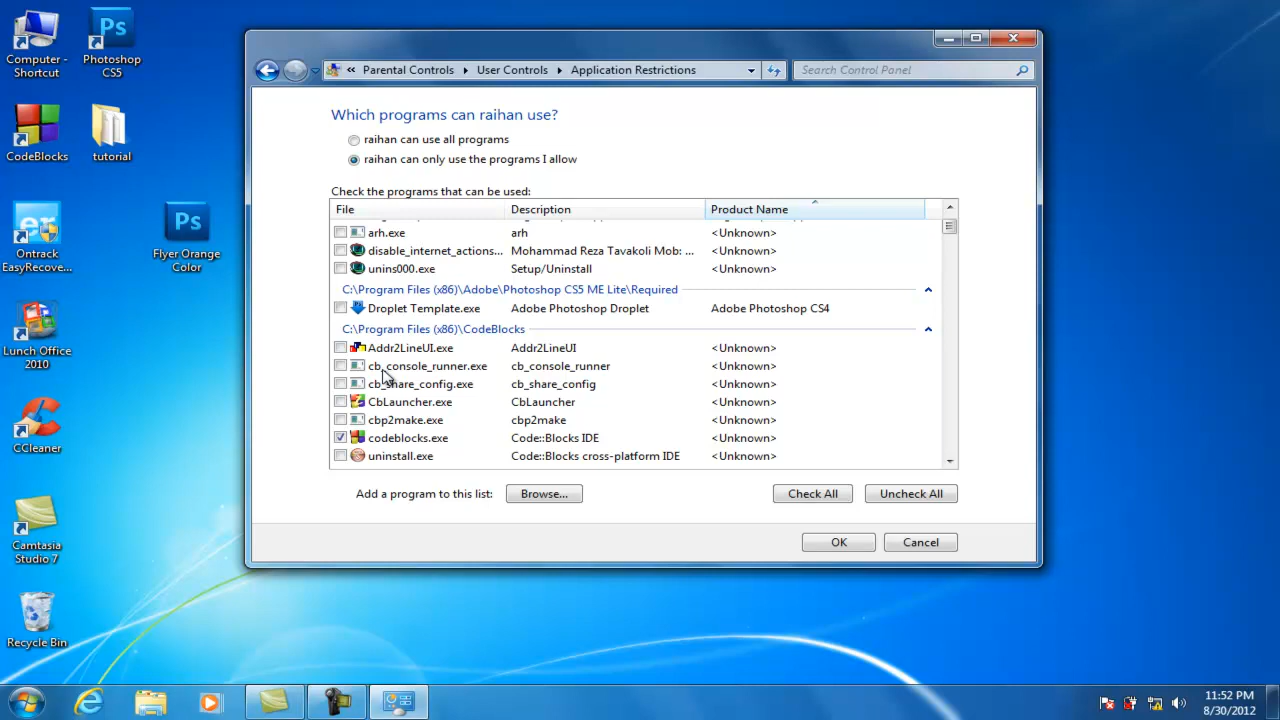 Computer - Shortcut
Photoshop CS5
CodeBlocks
tutorial
Ontrack EasyRecove...
Flyer Orange Color
Lunch Office 2010
CCleaner
Camtasia Studio 7
Recycle Bin
« Parental Controls ▸ User Controls ▸ Application Restrictions
Search Control Panel
Which programs can raihan use?
raihan can use all programs
raihan can only use the programs I allow
Check the programs that can be used:
File Description Product Name
arh.exe arh <Unknown>
disable_internet_actions... Mohammad Reza Tavakoli Mob: ... <Unknown>
unins000.exe Setup/Uninstall <Unknown>
C:\Program Files (x86)\Adobe\Photoshop CS5 ME Lite\Required
Droplet Template.exe Adobe Photoshop Droplet Adobe Photoshop CS4
C:\Program Files (x86)\CodeBlocks
Addr2LineUI.exe Addr2LineUI <Unknown>
cb_console_runner.exe cb_console_runner <Unknown>
cb_share_config.exe cb_share_config <Unknown>
CbLauncher.exe CbLauncher <Unknown>
cbp2make.exe cbp2make <Unknown>
codeblocks.exe Code::Blocks IDE <Unknown>
uninstall.exe Code::Blocks cross-platform IDE <Unknown>
Add a program to this list: Browse... Check All Uncheck All
OK Cancel
11:52 PM
8/30/2012